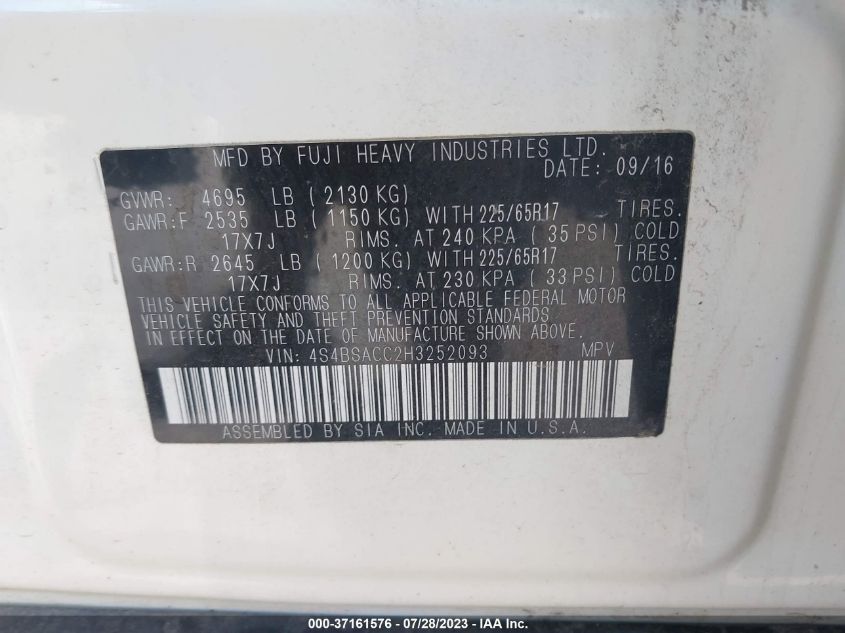 MFD BY FUJI HEAVY INDUSTRIES LTD.
DATE: 09/16
GVWR: 4695 LB ( 2130 KG)
GAWR:F 2535 LB ( 1150 KG) WITH 225/65R17 TIRES.
17X7J RIMS. AT 240 KPA ( 35 PSI) COLD
GAWR:R 2645 LB ( 1200 KG) WITH 225/65R17 TIRES.
17X7J RIMS. AT 230 KPA ( 33 PSI) COLD
THIS VEHICLE CONFORMS TO ALL APPLICABLE FEDERAL MOTOR
VEHICLE SAFETY AND THEFT PREVENTION STANDARDS
IN EFFECT ON THE DATE OF MANUFACTURE SHOWN ABOVE.
VIN: 4S4BSACC2H3252093 MPV
ASSEMBLED BY SIA INC. MADE IN U.S.A.
000-37161576 / 07/28/2023 - IAA Inc.